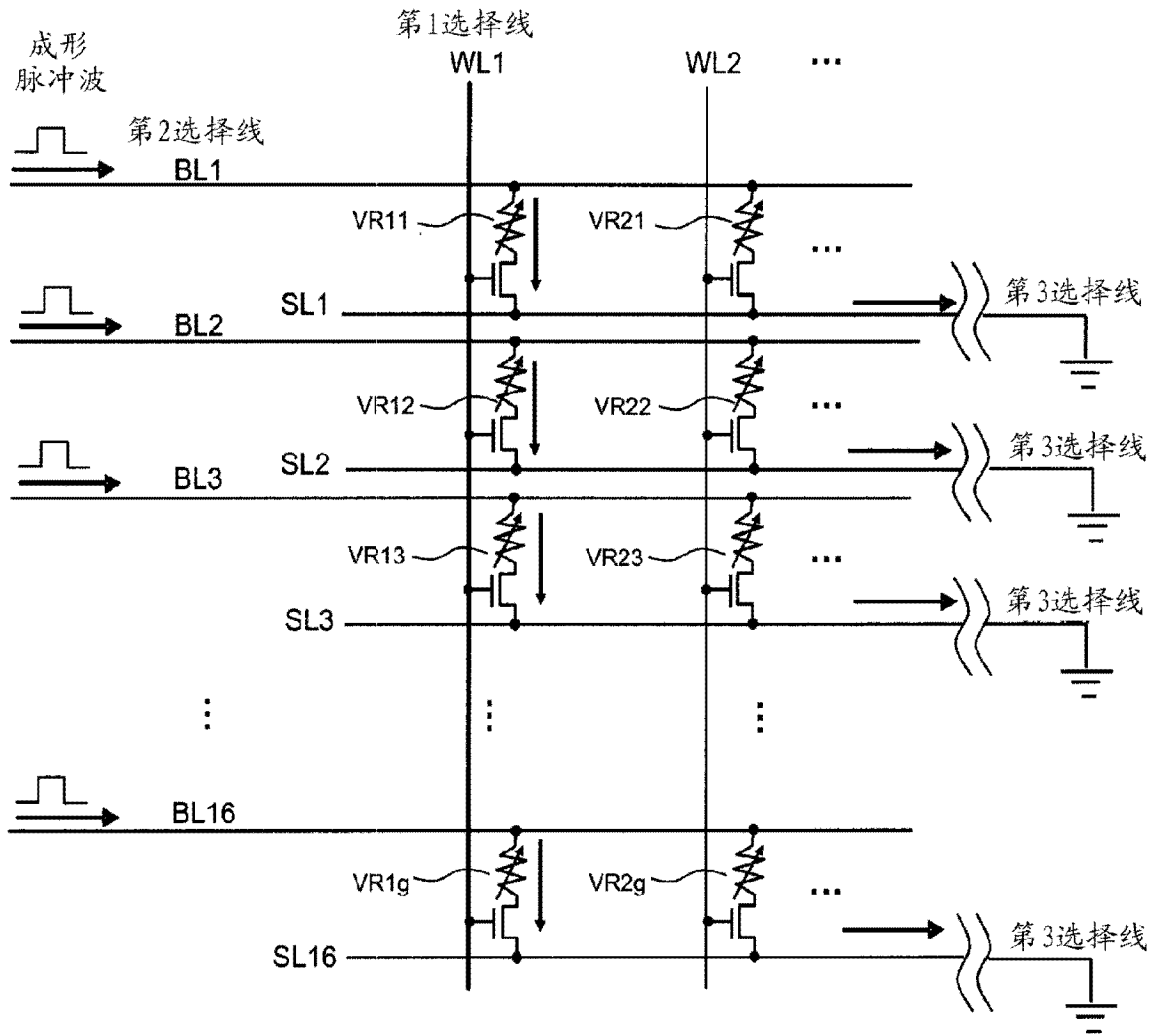 第1选择线
成形
脉冲波
WL1
WL2
...
第2选择线
BL1
VR11
VR21
...
SL1
第3选择线
BL2
VR12
VR22
...
SL2
第3选择线
BL3
VR13
VR23
...
SL3
第3选择线
...
...
...
BL16
VR1g
VR2g
...
SL16
第3选择线